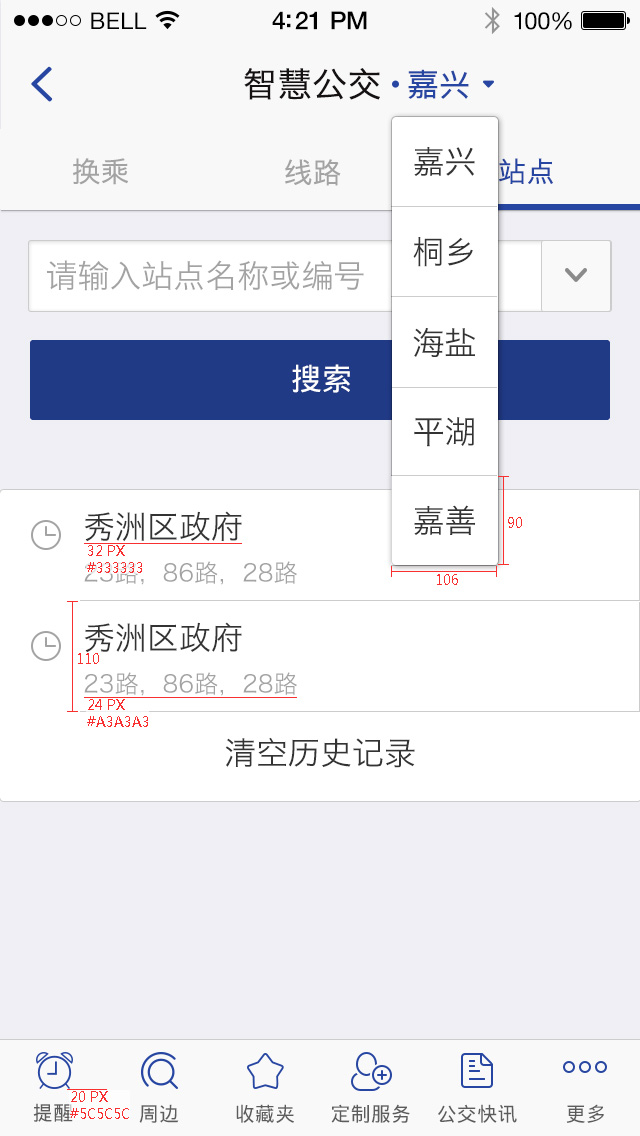 BELL 4:21 PM 100%
智慧公交·嘉兴
换乘 线路 站点
嘉兴
桐乡
海盐
平湖
嘉善
90
106
请输入站点名称或编号
搜索
秀洲区政府
32 PX
#333333
23路，86路，28路
110
秀洲区政府
23路，86路，28路
24 PX
#A3A3A3
清空历史记录
20 PX
#5C5C5C
提醒 周边 收藏夹 定制服务 公交快讯 更多